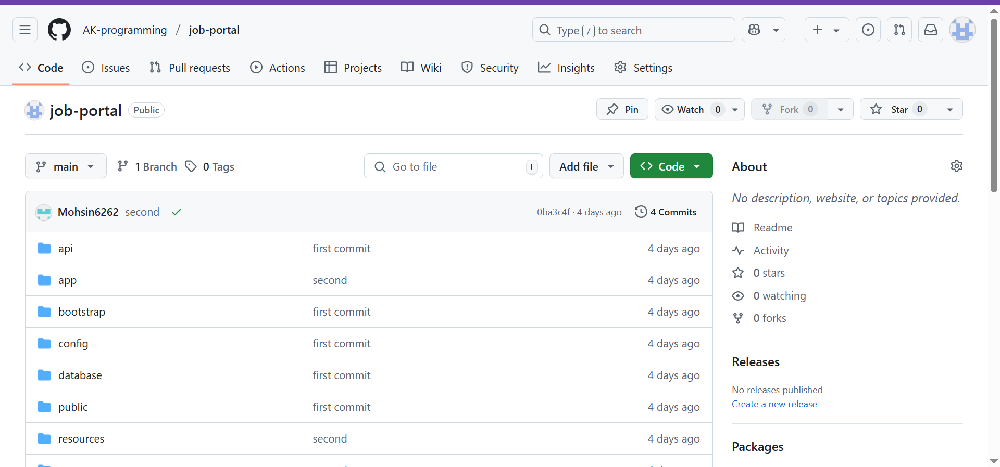 AK-programming / job-portal
Type / to search
Code Issues Pull requests Actions Projects Wiki Security Insights Settings
job-portal Public
Pin Watch 0 Fork 0 Star 0
main 1 Branch 0 Tags Go to file t Add file Code
Mohsin6262 second 0ba3c4f · 4 days ago 4 Commits
api first commit 4 days ago
app second 4 days ago
bootstrap first commit 4 days ago
config first commit 4 days ago
database first commit 4 days ago
public first commit 4 days ago
resources second 4 days ago
About
No description, website, or topics provided.
Readme
Activity
0 stars
0 watching
0 forks
Releases
No releases published
Create a new release
Packages